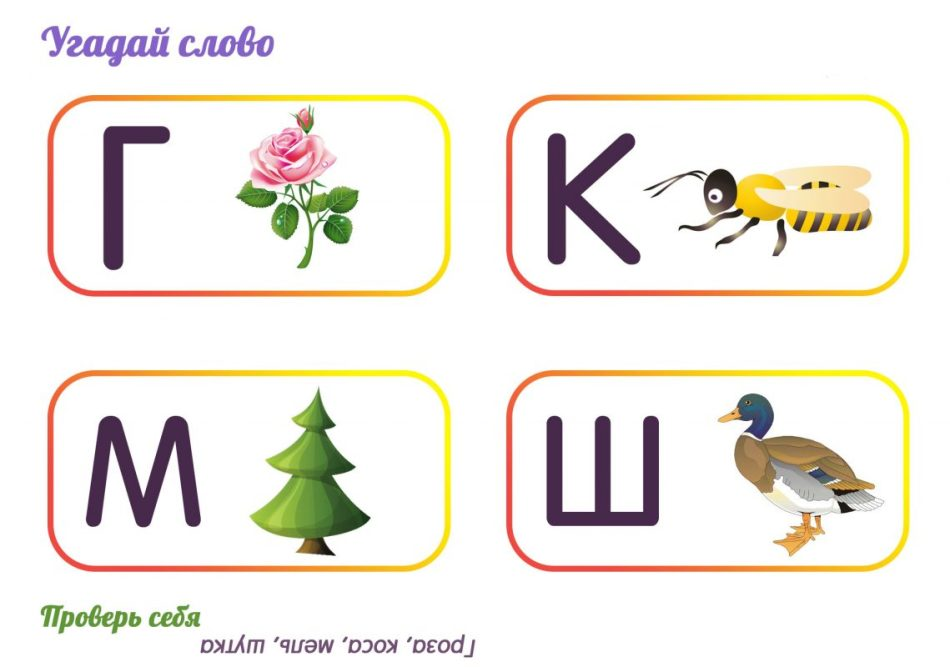 Угадай слово
Г
К
М
Ш
Проверь себя
Гроза, коса, мель, шутка